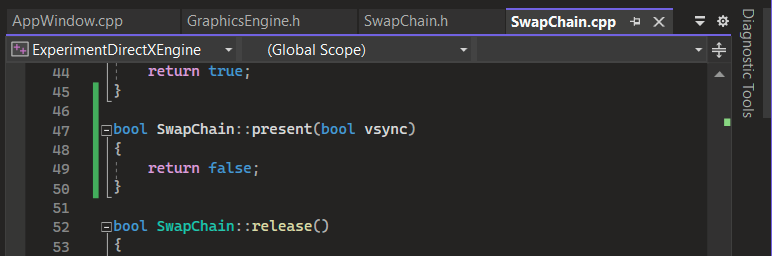 AppWindow.cpp GraphicsEngine.h SwapChain.h SwapChain.cpp
ExperimentDirectXEngine (Global Scope)
44 return true;
45 }
46
47 bool SwapChain::present(bool vsync)
48 {
49 return false;
50 }
51
52 bool SwapChain::release()
53 {
Diagnostic Tools